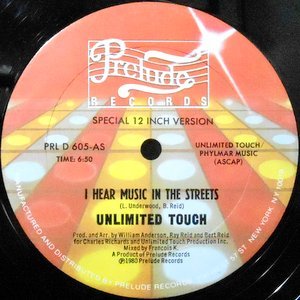 Prelude
RECORDS
SPECIAL 12 INCH VERSION
PRL D 605-AS
TIME: 6:50
UNLIMITED TOUCH/
PHYLMAR MUSIC
(ASCAP)
I HEAR MUSIC IN THE STREETS
(L. Underwood, B. Reid)
UNLIMITED TOUCH
Prod. and Arr. by William Anderson, Ray Reid and Bert Reid for
Charles Richards and Unlimited Touch Production Inc.
Mixed by Francois K.
A Product of Prelude Records
Ⓟ1980 Prelude Records
MANUFACTURED AND DISTRIBUTED BY PRELUDE RECORDS
57 ST. NEW YORK, N.Y.